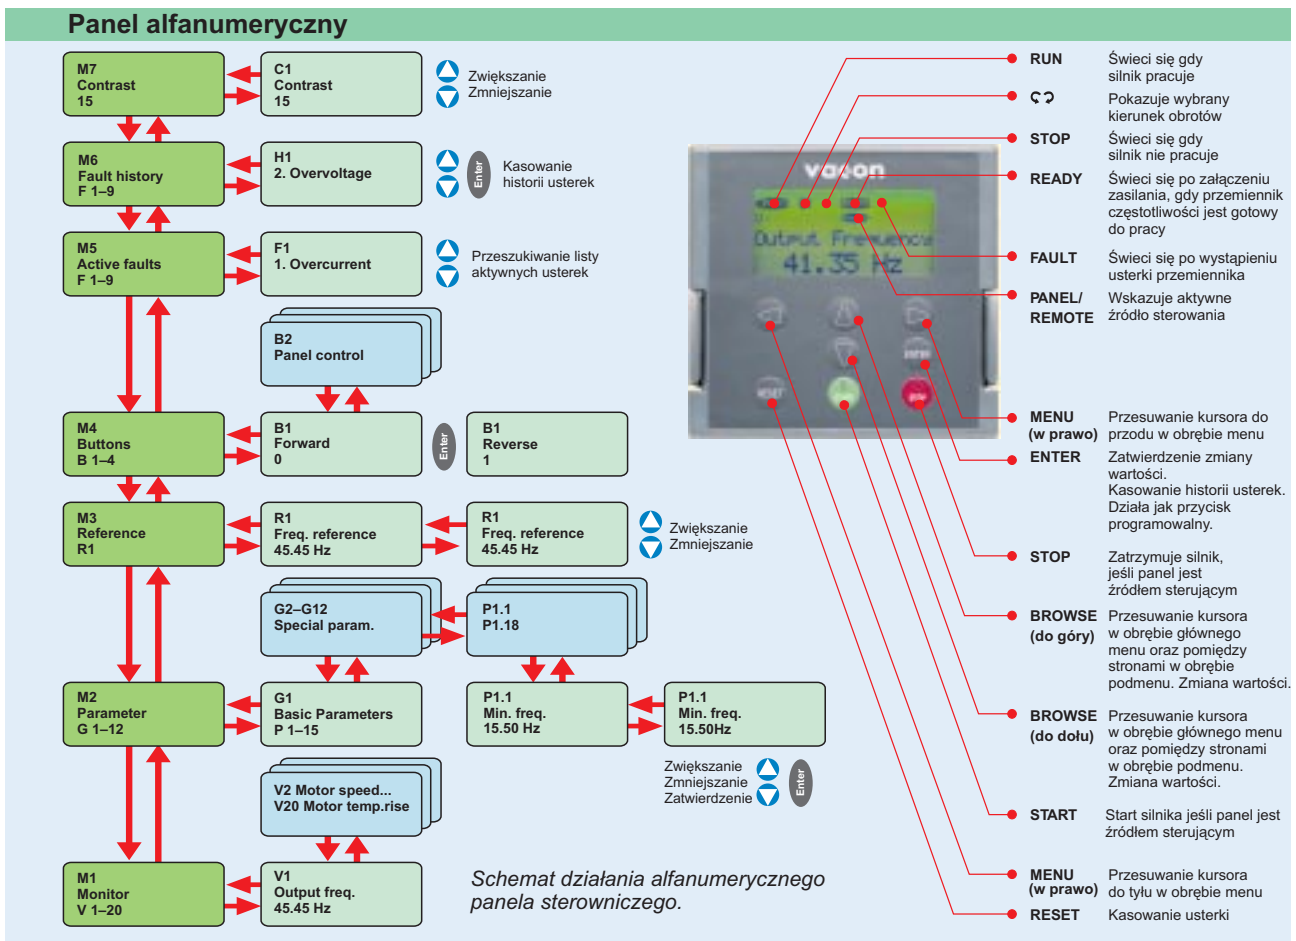 Panel alfanumeryczny
M7
Contrast
15
C1
Contrast
15
Zwiększanie
Zmniejszanie
M6
Fault history
F 1–9
H1
2. Overvoltage
Enter
Kasowanie
historii usterek
M5
Active faults
F 1–9
F1
1. Overcurrent
Przeszukiwanie listy
aktywnych usterek
B2
Panel control
M4
Buttons
B 1–4
B1
Forward
0
Enter
B1
Reverse
1
M3
Reference
R1
R1
Freq. reference
45.45 Hz
R1
Freq. reference
45.45 Hz
Zwiększanie
Zmniejszanie
G2–G12
Special param.
P1.1
P1.18
M2
Parameter
G 1–12
G1
Basic Parameters
P 1–15
P1.1
Min. freq.
15.50 Hz
P1.1
Min. freq.
15.50Hz
Zwiększanie
Zmniejszanie
Zatwierdzenie
Enter
V2 Motor speed...
V20 Motor temp.rise
M1
Monitor
V 1–20
V1
Output freq.
45.45 Hz
Schemat działania alfanumerycznego
panela sterowniczego.
vacon
Output Frequency
41.35 Hz
RESET
RUN
Świeci się gdy
silnik pracuje
Pokazuje wybrany
kierunek obrotów
STOP
Świeci się gdy
silnik nie pracuje
READY
Świeci się po załączeniu
zasilania, gdy przemiennik
częstotliwości jest gotowy
do pracy
FAULT
Świeci się po wystąpieniu
usterki przemiennika
PANEL/
REMOTE
Wskazuje aktywne
źródło sterowania
MENU
(w prawo)
Przesuwanie kursora do
przodu w obrębie menu
ENTER
Zatwierdzenie zmiany
wartości.
Kasowanie historii usterek.
Działa jak przycisk
programowalny.
STOP
Zatrzymuje silnik,
jeśli panel jest
źródłem sterującym
BROWSE
(do góry)
Przesuwanie kursora
w obrębie głównego
menu oraz pomiędzy
stronami w obrębie
podmenu. Zmiana wartości.
BROWSE
(do dołu)
Przesuwanie kursora
w obrębie głównego menu
oraz pomiędzy stronami
w obrębie podmenu.
Zmiana wartości.
START
Start silnika jeśli panel jest
źródłem sterującym
MENU
(w prawo)
Przesuwanie kursora
do tyłu w obrębie menu
RESET
Kasowanie usterki